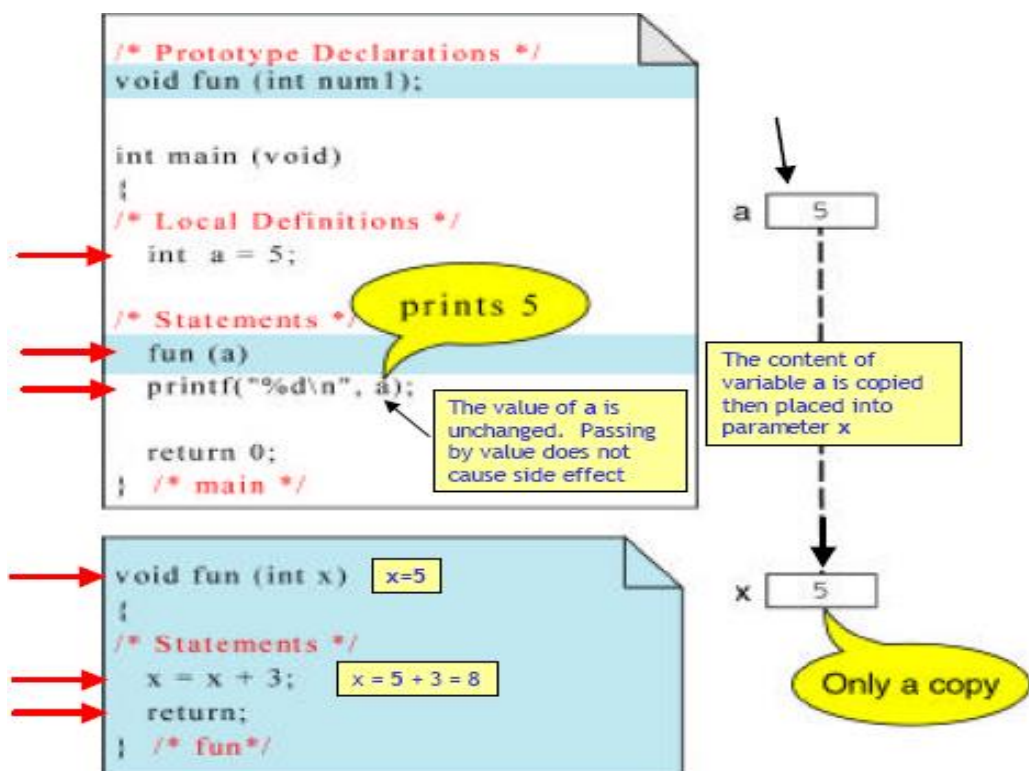 /* Prototype Declarations */
void fun (int num1);
int main (void)
{
/* Local Definitions */
int a = 5;
/* Statements */
fun (a)
printf("%d\n", a);
return 0;
} /* main */
prints 5
The value of a is
unchanged. Passing
by value does not
cause side effect
a 5
The content of
variable a is copied
then placed into
parameter x
x 5
Only a copy
void fun (int x) x=5
{
/* Statements */
x = x + 3; x = 5 + 3 = 8
return;
} /* fun*/